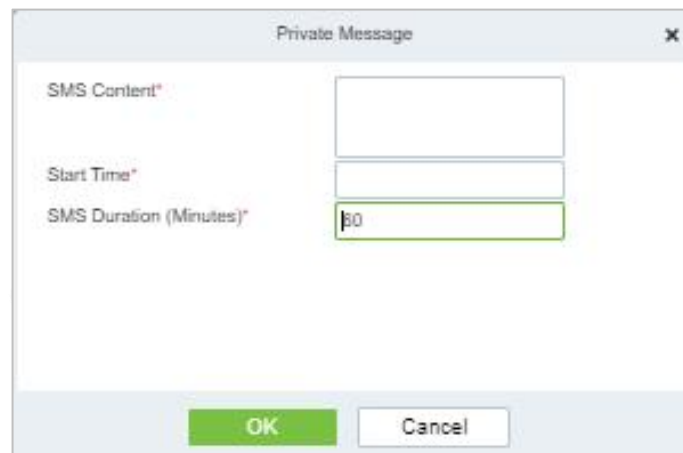 Private Message
SMS Content*
Start Time*
SMS Duration (Minutes)*
60
OK
Cancel